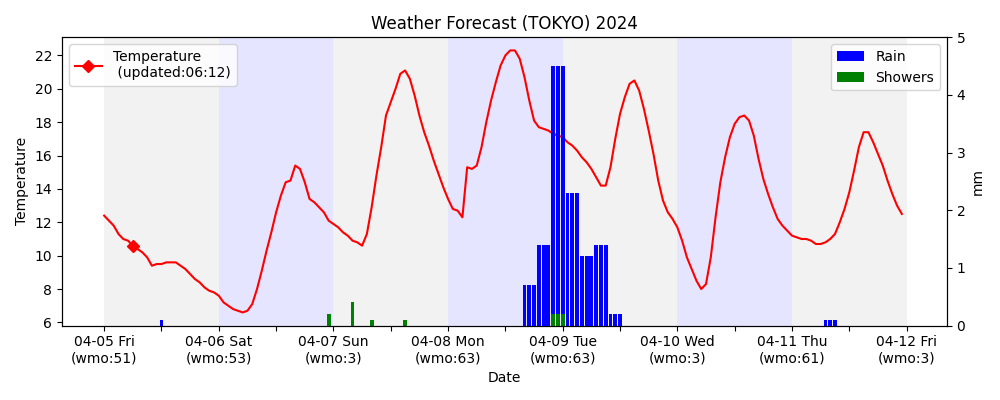 Weather Forecast (TOKYO) 2024
Temperature
(updated:06:12)
Rain
Showers
Temperature
22
20
18
16
14
12
10
8
6
5
4
3
2
1
0
mm
04-05 Fri
(wmo:51)
04-06 Sat
(wmo:53)
04-07 Sun
(wmo:3)
04-08 Mon
(wmo:63)
04-09 Tue
(wmo:63)
04-10 Wed
(wmo:3)
04-11 Thu
(wmo:61)
04-12 Fri
(wmo:3)
Date